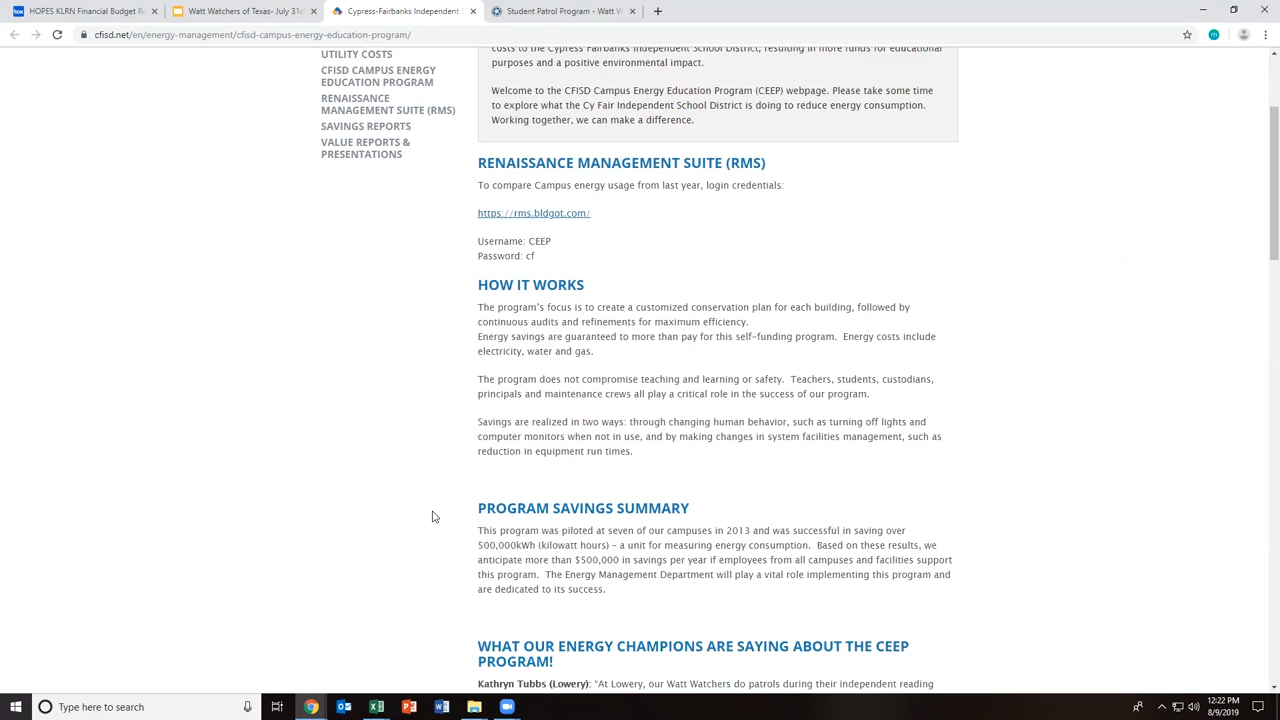 HOPES KLRN Financial Budget Re
Watt Watchers of Texas- July 31st
Cypress-Fairbanks Independent S
Student Patrol Program - Watt W
cfisd.net/en/energy-management/cfisd-campus-energy-education-program/
UTILITY COSTS
CFISD CAMPUS ENERGY
EDUCATION PROGRAM
RENAISSANCE
MANAGEMENT SUITE (RMS)
SAVINGS REPORTS
VALUE REPORTS &
PRESENTATIONS
costs to the Cypress Fairbanks Independent School District, resulting in more funds for educational
purposes and a positive environmental impact.
Welcome to the CFISD Campus Energy Education Program (CEEP) webpage. Please take some time
to explore what the Cy Fair Independent School District is doing to reduce energy consumption.
Working together, we can make a difference.
RENAISSANCE MANAGEMENT SUITE (RMS)
To compare Campus energy usage from last year, login credentials:
https://rms.bldgot.com/
Username: CEEP
Password: cf
HOW IT WORKS
The program's focus is to create a customized conservation plan for each building, followed by
continuous audits and refinements for maximum efficiency.
Energy savings are guaranteed to more than pay for this self-funding program. Energy costs include
electricity, water and gas.
The program does not compromise teaching and learning or safety. Teachers, students, custodians,
principals and maintenance crews all play a critical role in the success of our program.
Savings are realized in two ways: through changing human behavior, such as turning off lights and
computer monitors when not in use, and by making changes in system facilities management, such as
reduction in equipment run times.
PROGRAM SAVINGS SUMMARY
This program was piloted at seven of our campuses in 2013 and was successful in saving over
500,000kWh (kilowatt hours) – a unit for measuring energy consumption. Based on these results, we
anticipate more than $500,000 in savings per year if employees from all campuses and facilities support
this program. The Energy Management Department will play a vital role implementing this program and
are dedicated to its success.
WHAT OUR ENERGY CHAMPIONS ARE SAYING ABOUT THE CEEP
PROGRAM!
Kathryn Tubbs (Lowery): "At Lowery, our Watt Watchers do patrols during their independent reading
Type here to search
12:22 PM
8/9/2019